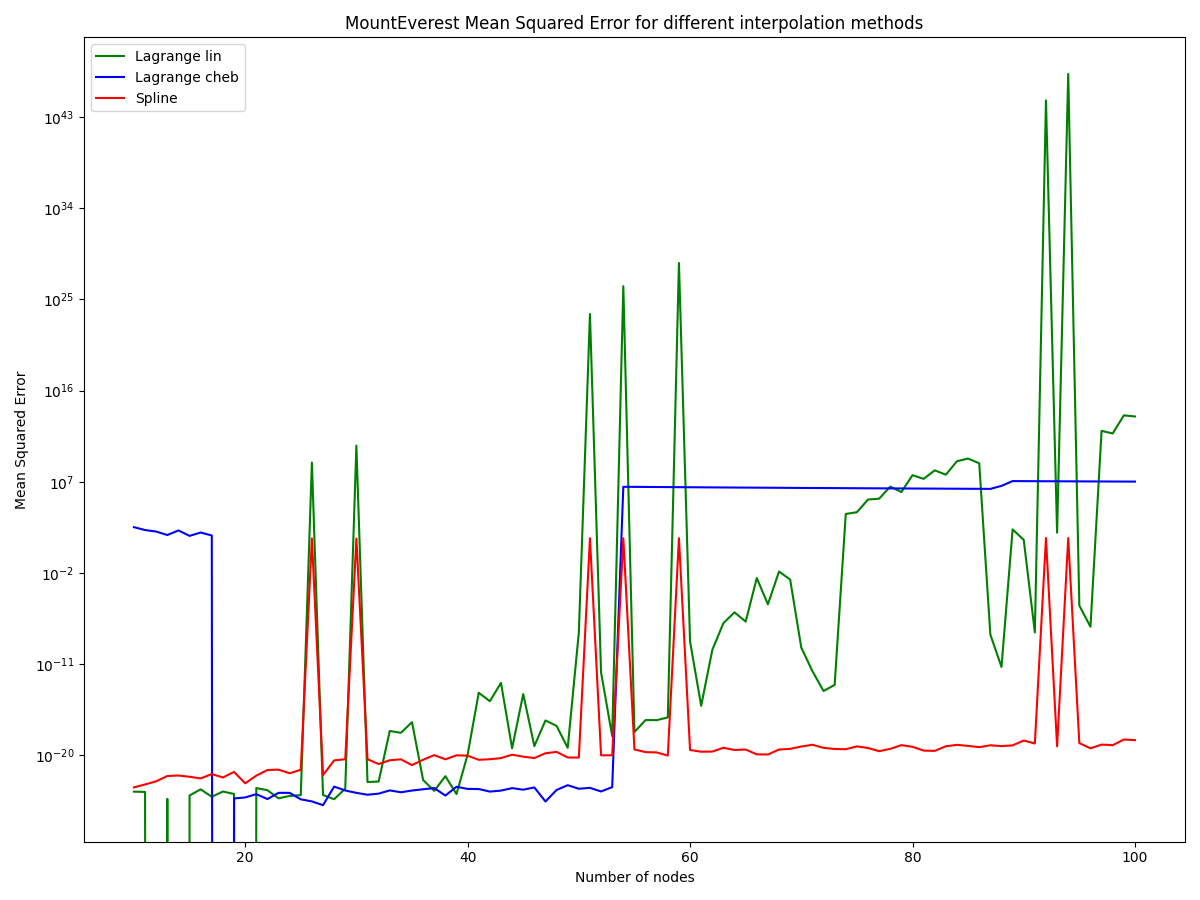 MountEverest Mean Squared Error for different interpolation methods
Lagrange lin
Lagrange cheb
Spline
10^43
10^34
10^25
10^16
10^7
10^-2
10^-11
10^-20
Mean Squared Error
20 40 60 80 100
Number of nodes